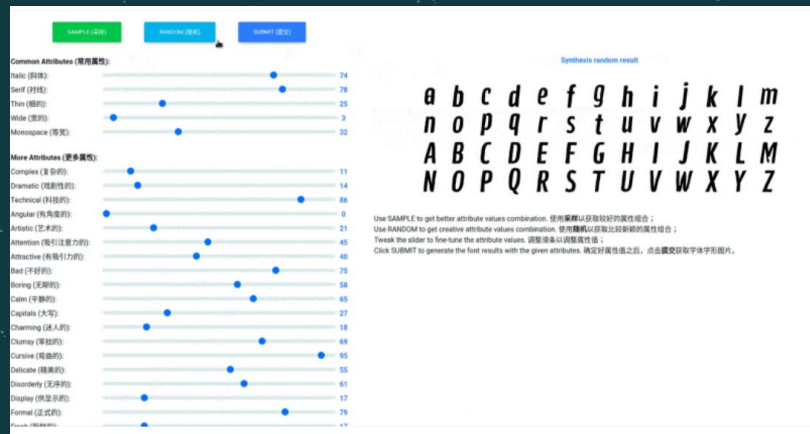 SAMPLE (采样) RANDOM (随机) SUBMIT (提交)
Common Attributes (常用属性):
Italic (斜体): 74
Serif (衬线): 78
Thin (细的): 25
Wide (宽的): 3
Monospace (等宽): 32
More Attributes (更多属性):
Complex (复杂的): 11
Dramatic (戏剧性的): 14
Technical (科技的): 86
Angular (有角度的): 0
Artistic (艺术的): 21
Attention (吸引注意力的): 45
Attractive (有吸引力的): 40
Bad (不好的): 75
Boring (无聊的): 58
Calm (平静的): 65
Capitals (大写): 27
Charming (迷人的): 18
Clumsy (笨拙的): 69
Cursive (弯曲的): 95
Delicate (精美的): 55
Disorderly (无序的): 61
Display (供显示的): 17
Formal (正式的): 79
Synthesis random result
a b c d e f g h i j k l m
n o p q r s t u v w x y z
A B C D E F G H I J K L M
N O P Q R S T U V W X Y Z
Use SAMPLE to get better attribute values combination. 使用采样以获取较好的属性组合；
Use RANDOM to get creative attribute values combination. 使用随机以获取比较新颖的属性组合；
Tweak the slider to fine-tune the attribute values. 调整滑条以调整属性值；
Click SUBMIT to generate the font results with the given attributes. 确定好属性值之后，点击提交获取字体字形图片。